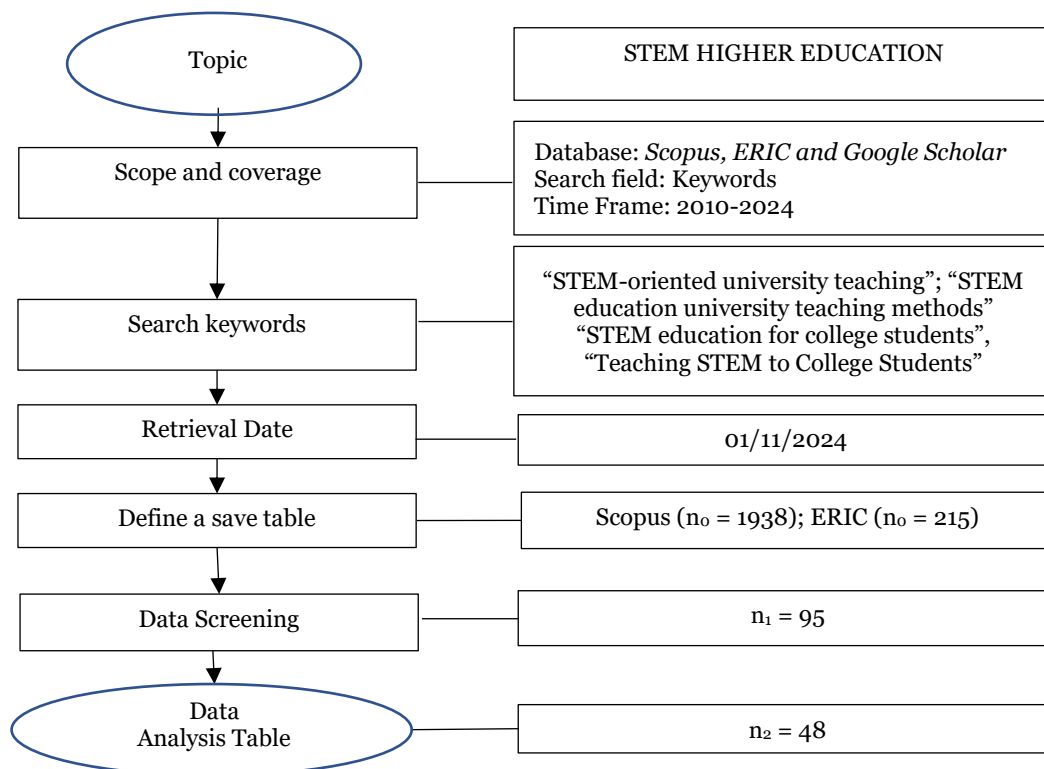 Topic
STEM HIGHER EDUCATION
Scope and coverage
Database: Scopus, ERIC and Google Scholar
Search field: Keywords
Time Frame: 2010-2024
Search keywords
“STEM-oriented university teaching”; “STEM
education university teaching methods”
“STEM education for college students”,
“Teaching STEM to College Students”
Retrieval Date
01/11/2024
Define a save table
Scopus (n₀ = 1938); ERIC (n₀ = 215)
Data Screening
n₁ = 95
Data
Analysis Table
n₂ = 48